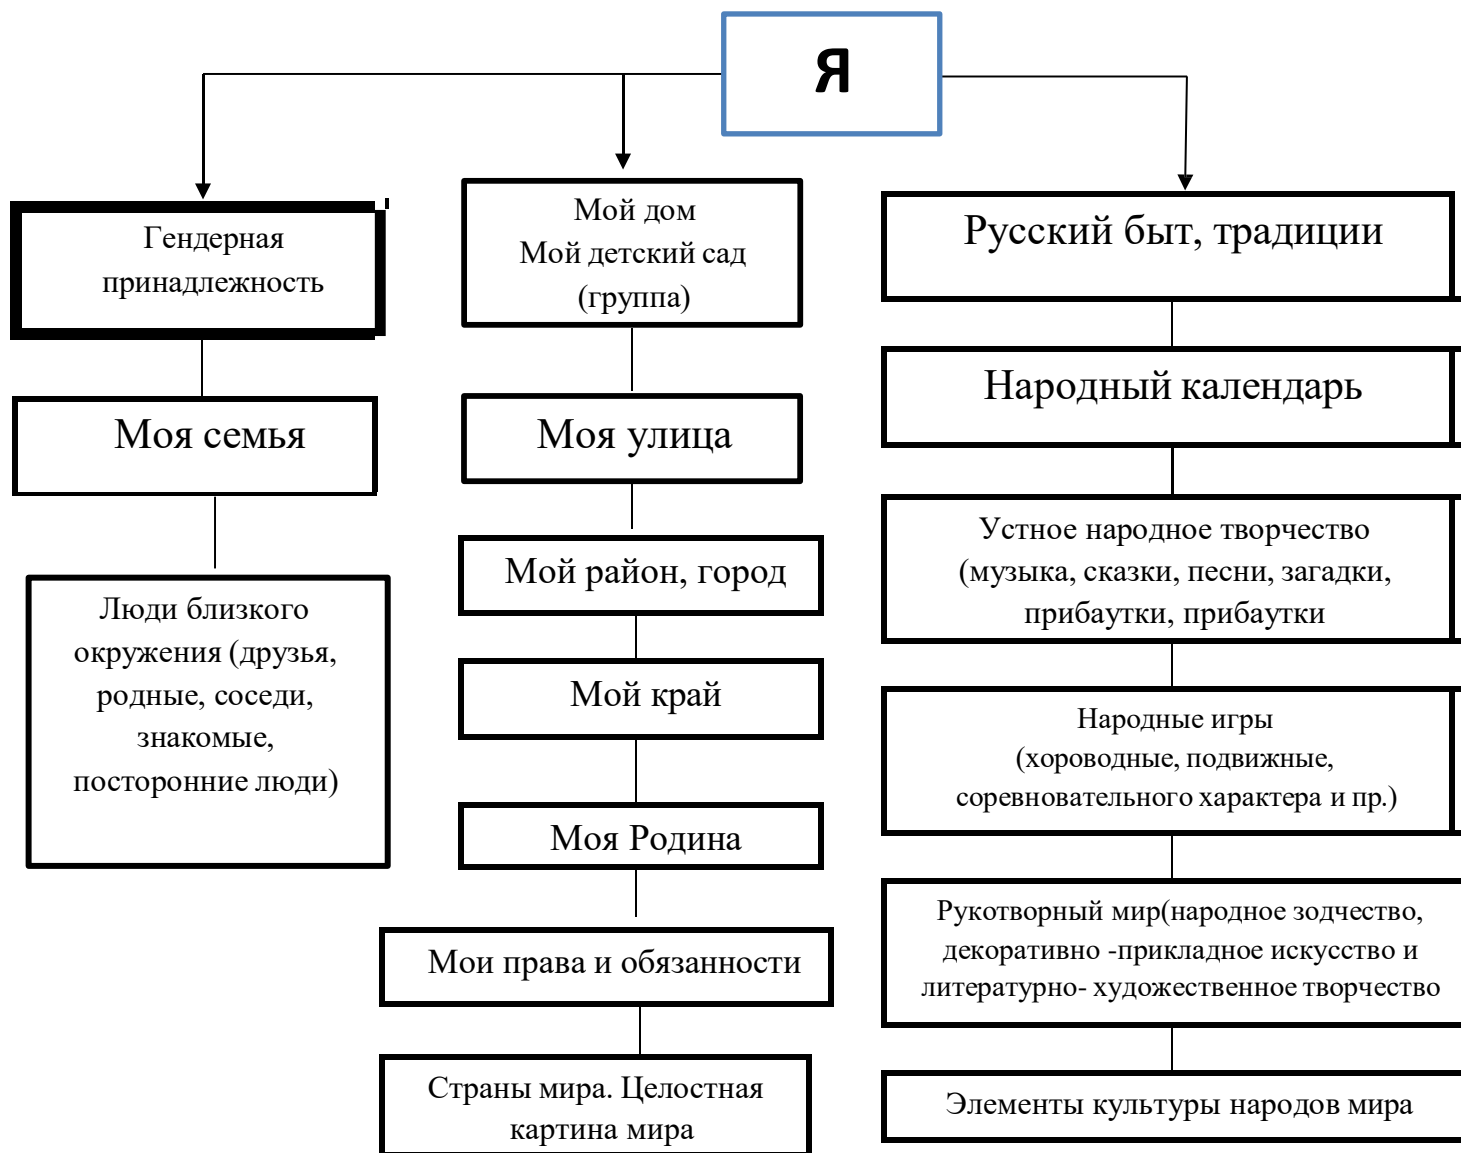 Я
Гендерная
принадлежность
Моя семья
Люди близкого
окружения (друзья,
родные, соседи,
знакомые,
посторонние люди)
Мой дом
Мой детский сад
(группа)
Моя улица
Мой район, город
Мой край
Моя Родина
Мои права и обязанности
Страны мира. Целостная
картина мира
Русский быт, традиции
Народный календарь
Устное народное творчество
(музыка, сказки, песни, загадки,
прибаутки, прибаутки
Народные игры
(хороводные, подвижные,
соревновательного характера и пр.)
Рукотворный мир(народное зодчество,
декоративно -прикладное искусство и
литературно- художественное творчество
Элементы культуры народов мира